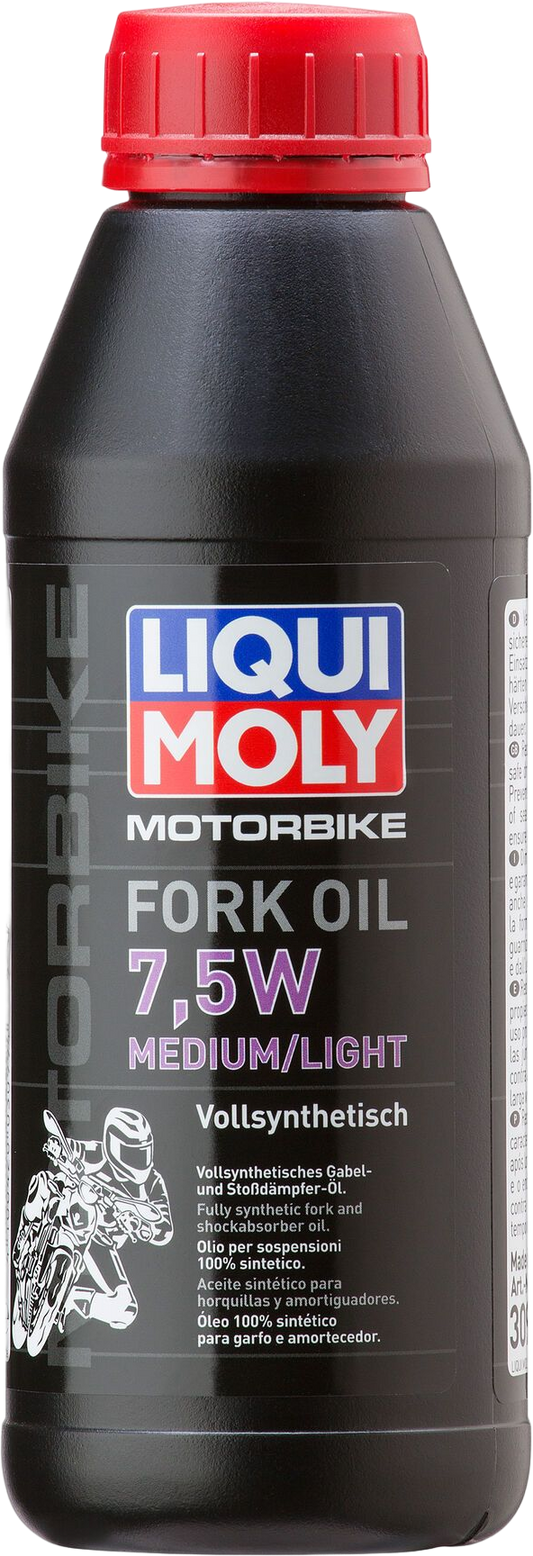 LIQUI
MOLY
MOTORBIKE
FORK OIL
7,5W
MEDIUM/LIGHT
Vollsynthetisch
Vollsynthetisches Gabel-
und Stoßdämpfer-Öl.
Fully synthetic fork and
shockabsorber oil.
Olio per sospensioni
100% sintetico.
Aceite sintético para
horquillas y amortiguadores.
Óleo 100% sintético
para garfo e amortecedor.
MOTORBIKE